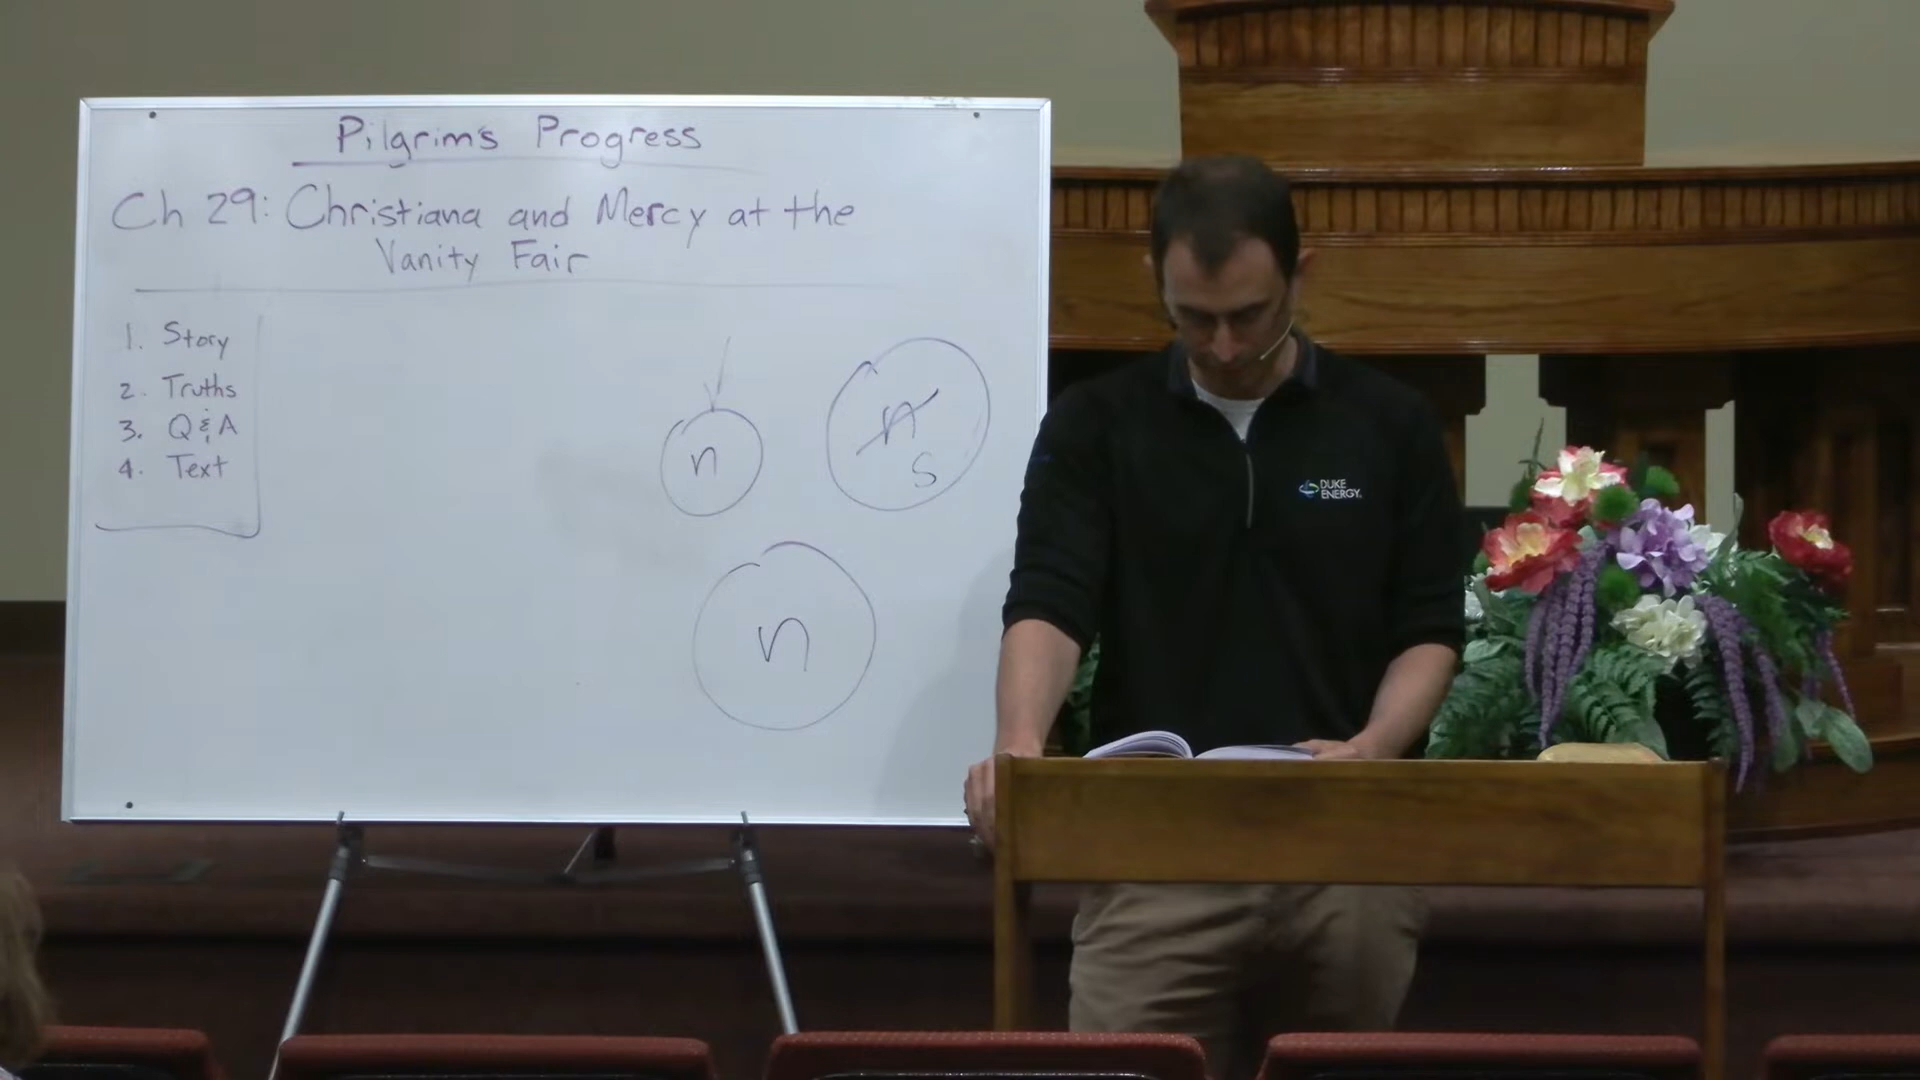 Pilgrim's Progress
Ch 29: Christiana and Mercy at the
Vanity Fair
1. Story
2. Truths
3. Q & A
4. Text
n
n
s
n
DUKE
ENERGY.